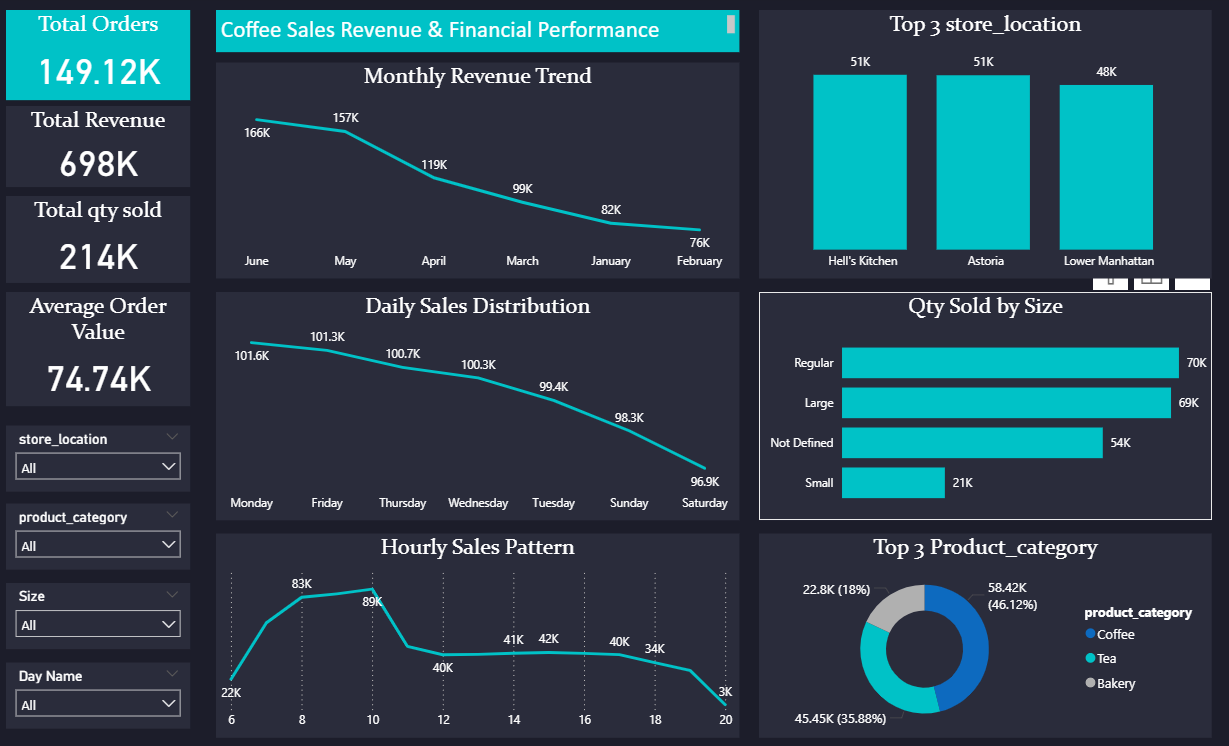 Total Orders
149.12K
Total Revenue
698K
Total qty sold
214K
Average Order
Value
74.74K
store_location
All
product_category
All
Size
All
Day Name
All
Coffee Sales Revenue & Financial Performance
Monthly Revenue Trend
166K
157K
119K
99K
82K
76K
June May April March January February
Daily Sales Distribution
101.6K
101.3K
100.7K
100.3K
99.4K
98.3K
96.9K
Monday Friday Thursday Wednesday Tuesday Sunday Saturday
Hourly Sales Pattern
22K
83K
89K
40K
41K
42K
40K
34K
3K
6 8 10 12 14 16 18 20
Top 3 store_location
51K 51K 48K
Hell's Kitchen Astoria Lower Manhattan
Qty Sold by Size
Regular 70K
Large 69K
Not Defined 54K
Small 21K
Top 3 Product_category
22.8K (18%)
58.42K
(46.12%)
45.45K (35.88%)
product_category
Coffee
Tea
Bakery